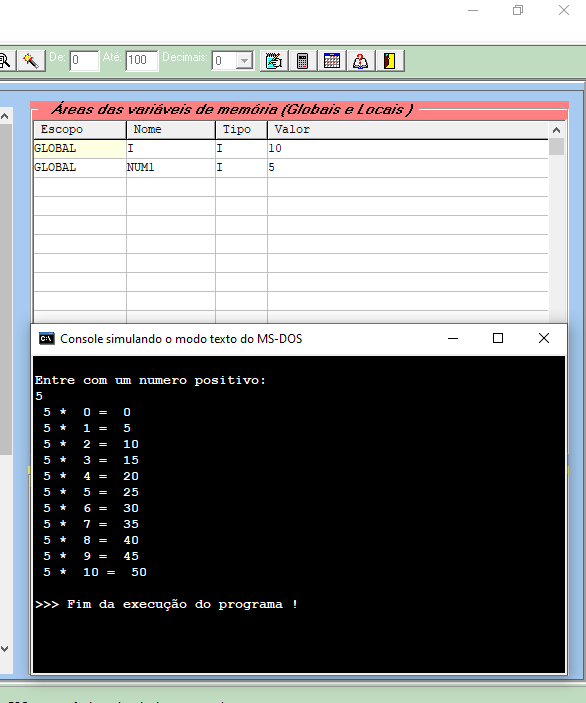 De: 0 Até: 100 Decimais: 0
Áreas das variáveis de memória (Globais e Locais )
Escopo Nome Tipo Valor
GLOBAL I I 10
GLOBAL NUM1 I 5
Console simulando o modo texto do MS-DOS
Entre com um numero positivo:
5
5 * 0 = 0
5 * 1 = 5
5 * 2 = 10
5 * 3 = 15
5 * 4 = 20
5 * 5 = 25
5 * 6 = 30
5 * 7 = 35
5 * 8 = 40
5 * 9 = 45
5 * 10 = 50
>>> Fim da execução do programa !